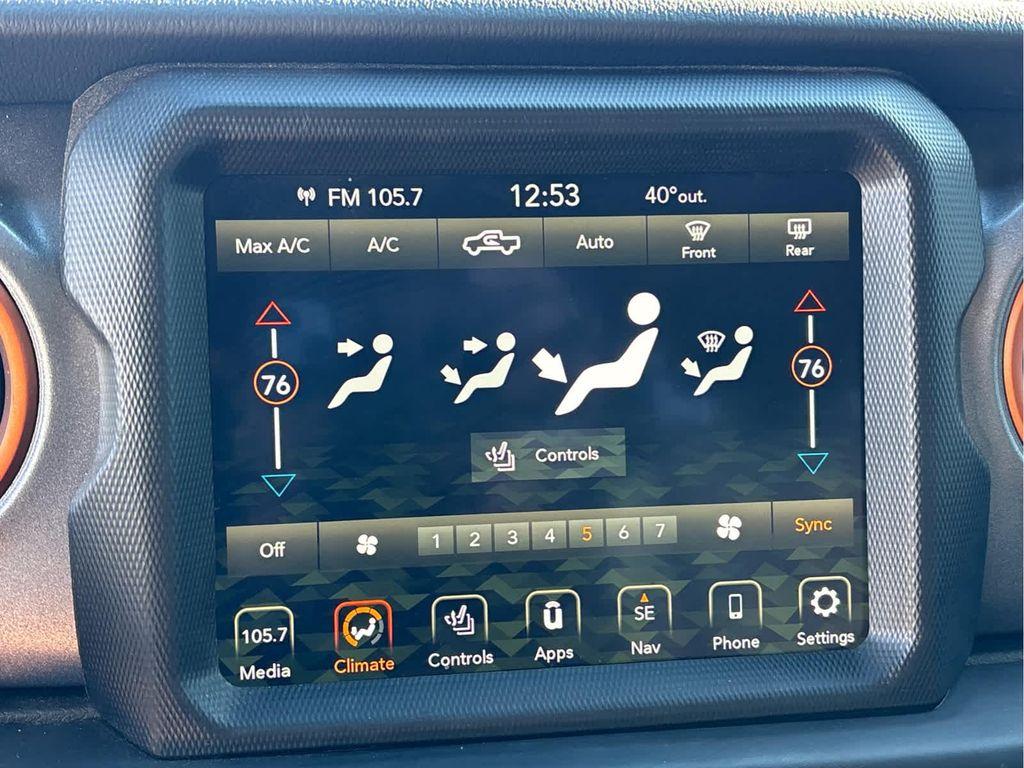 FM 105.7 12:53 40°out.
Max A/C A/C Auto Front Rear
76 76
Controls
Off 1 2 3 4 5 6 7 Sync
105.7 SE
Media Climate Controls Apps Nav Phone Settings